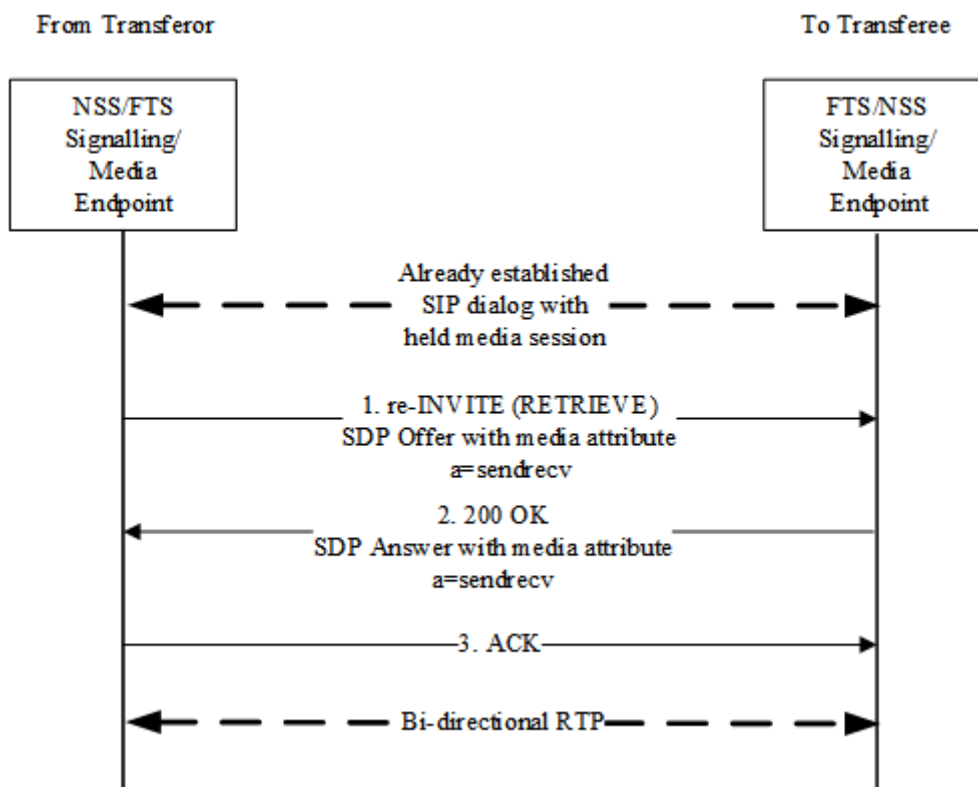 From Transferor
To Transferee
NSS/FTS
Signalling/
Media
Endpoint
FTS/NSS
Signalling/
Media
Endpoint
Already established
SIP dialog with
held media session
1. re-INVITE (RETRIEVE)
SDP Offer with media attribute
a=sendrecv
2. 200 OK
SDP Answer with media attribute
a=sendrecv
3. ACK
Bi-directional RTP